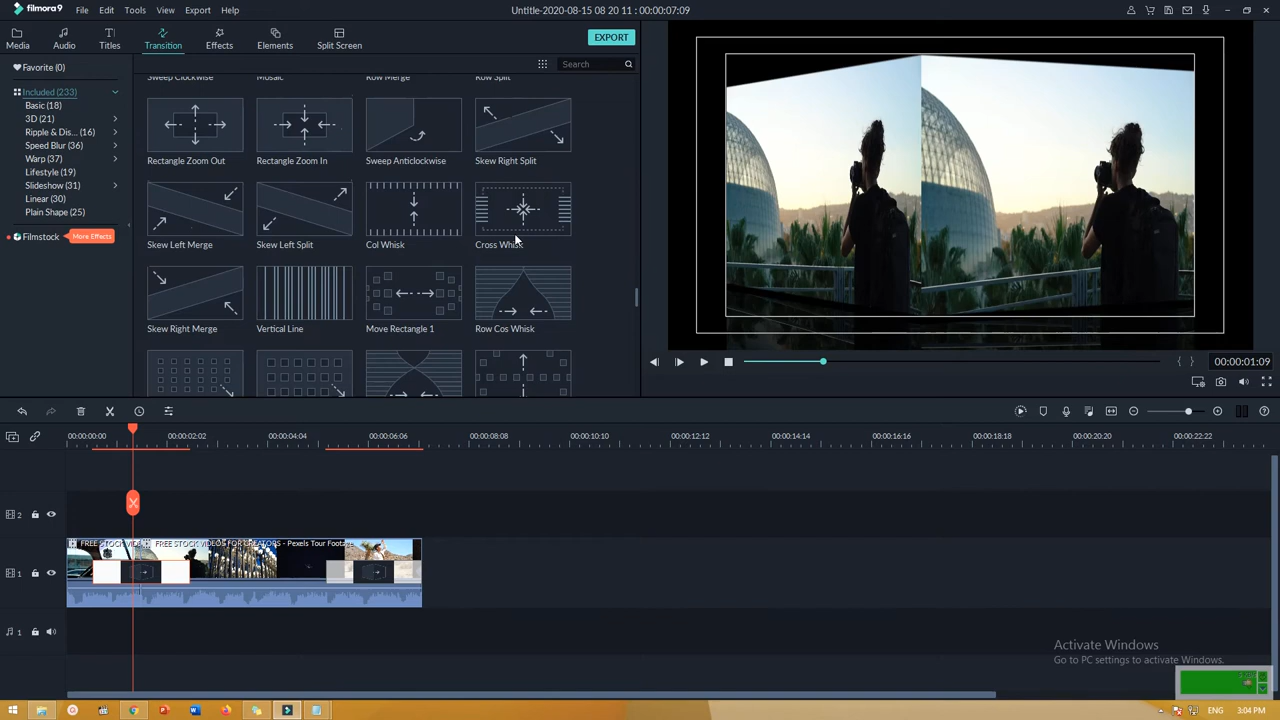 filmora9 File Edit Tools View Export Help Untitle-2020-08-15 08 20 11 : 00:00:07:09
Media Audio Titles Transition Effects Elements Split Screen EXPORT
Favorite (0)
Included (233)
Basic (18)
3D (21)
Ripple & Dis... (16)
Speed Blur (36)
Warp (37)
Lifestyle (19)
Slideshow (31)
Linear (30)
Plain Shape (25)
Filmstock More Effects
Search
Sweep Clockwise Mosaic Row Merge Row Split
Rectangle Zoom Out Rectangle Zoom In Sweep Anticlockwise Skew Right Split
Skew Left Merge Skew Left Split Col Whisk Cross Whisk
Skew Right Merge Vertical Line Move Rectangle 1 Row Cos Whisk
00:00:01:09
00:00:00:00 00:00:02:02 00:00:04:04 00:00:06:06 00:00:08:08 00:00:10:10 00:00:12:12 00:00:14:14 00:00:16:16 00:00:18:18 00:00:20:20 00:00:22:22
2
FREE STOCK VID FREE STOCK VIDEOS FOR CREATORS - Pexels Tour Footage
1
1
Activate Windows
Go to PC settings to activate Windows.
ENG 3:04 PM